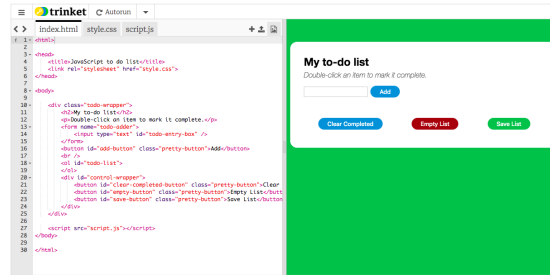 trinket Autorun
index.html style.css script.js
1 <html>
2
3 <head>
4 <title>JavaScript to do list</title>
5 <link rel="stylesheet" href="style.css">
6 </head>
7
8 <body>
9
10 <div class="todo-wrapper">
11 <h2>My to-do list</h2>
12 <p>Double-click an item to mark it complete.</p>
13 <form name="todo-adder">
14 <input type="text" id="todo-entry-box" />
15 </form>
16 <button id="add-button" class="pretty-button">Add</button>
17 <br />
18 <ol id="todo-list">
19 </ol>
20 <div id="control-wrapper">
21 <button id="clear-completed-button" class="pretty-button">Clear
22 <button id="empty-button" class="pretty-button">Empty List</butt
23 <button id="save-button" class="pretty-button">Save List</button
24 </div>
25 </div>
26
27 <script src="script.js"></script>
28 </body>
29
30 </html>
My to-do list
Double-click an item to mark it complete.
Add
Clear Completed Empty List Save List